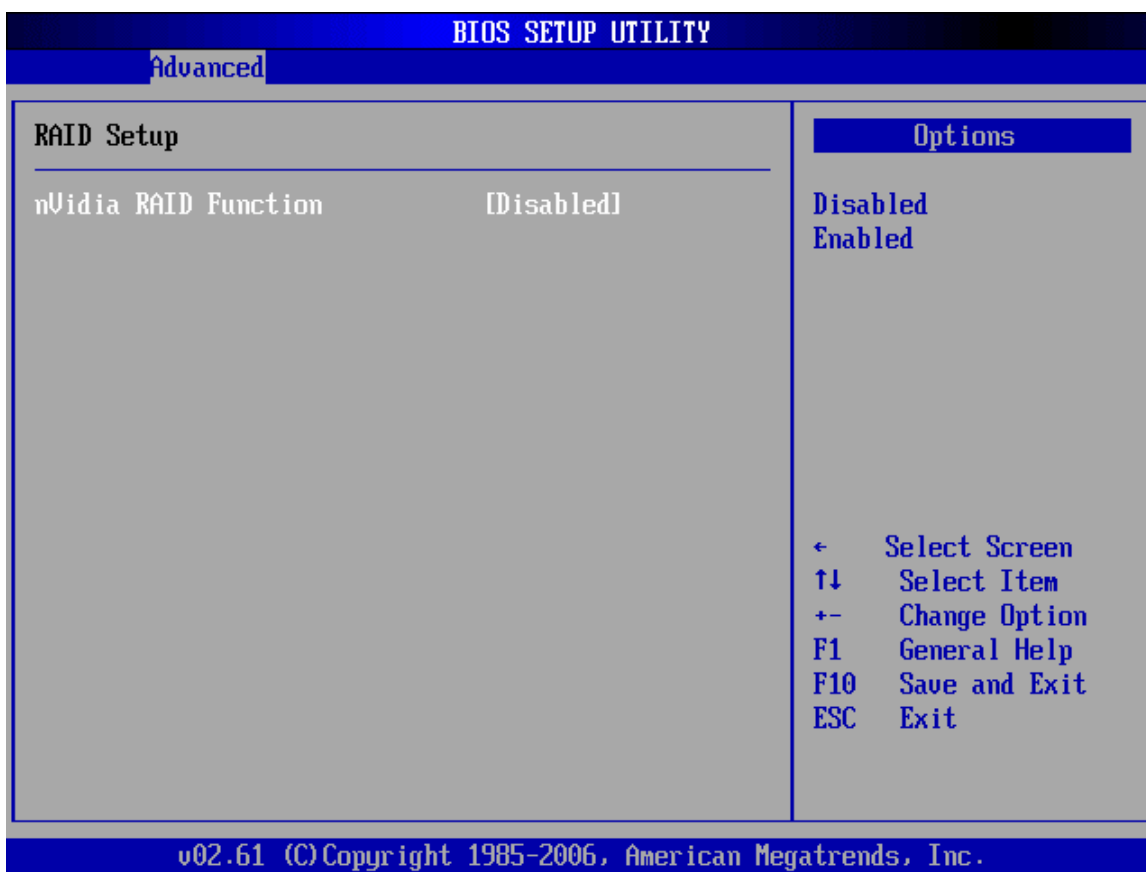 BIOS SETUP UTILITY
Advanced
RAID Setup
nVidia RAID Function [Disabled]
Options
Disabled
Enabled
← Select Screen
↑↓ Select Item
+- Change Option
F1 General Help
F10 Save and Exit
ESC Exit
v02.61 (C)Copyright 1985-2006, American Megatrends, Inc.